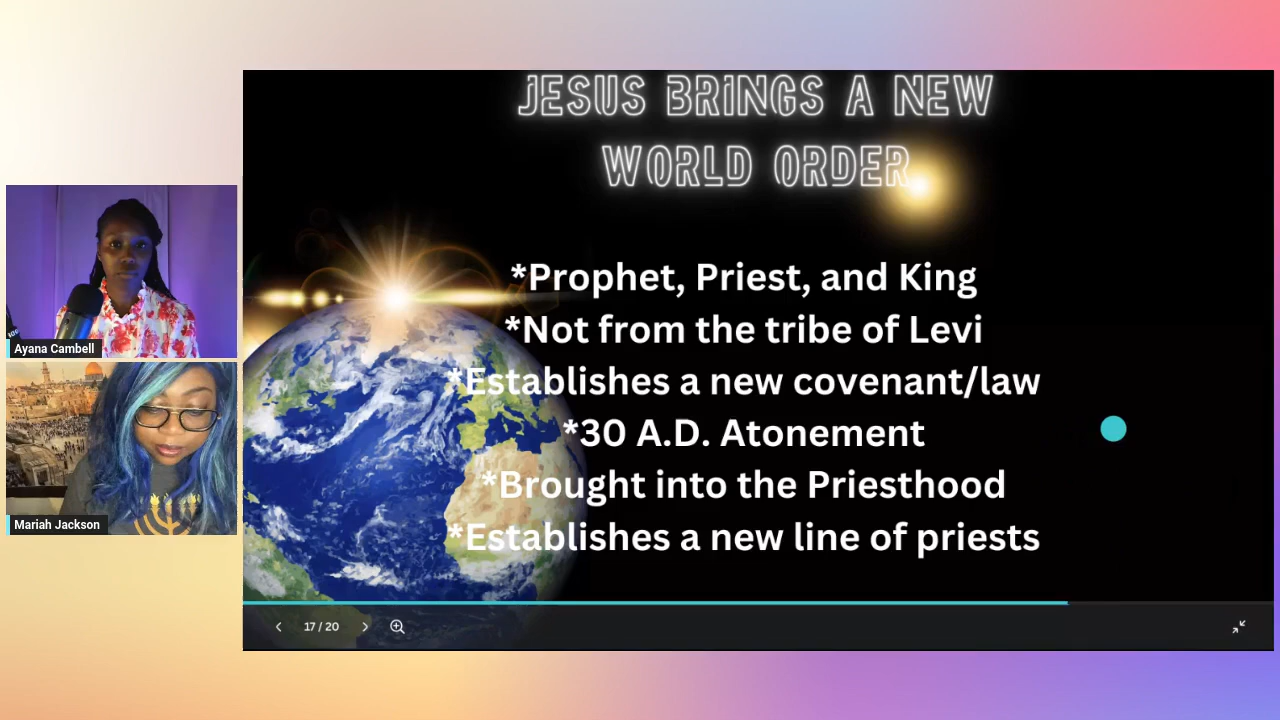 JESUS BRINGS A NEW
WORLD ORDER
*Prophet, Priest, and King
*Not from the tribe of Levi
*Establishes a new covenant/law
*30 A.D. Atonement
*Brought into the Priesthood
*Establishes a new line of priests
Ayana Cambell
Mariah Jackson
17 / 20